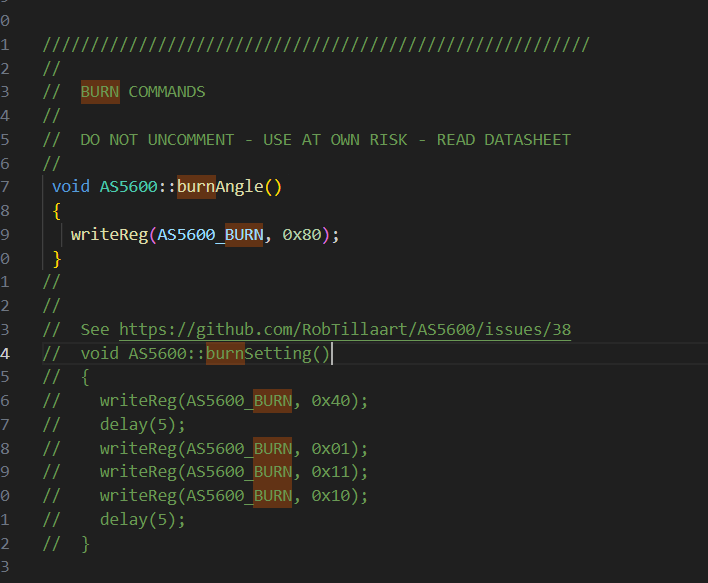 0
1 ////////////////////////////////////////////////////////////
2 //
3 //  BURN COMMANDS
4 //
5 //  DO NOT UNCOMMENT - USE AT OWN RISK - READ DATASHEET
6 //
7 void AS5600::burnAngle()
8 {
9   writeReg(AS5600_BURN, 0x80);
0 }
1 //
2 //
3 //  See https://github.com/RobTillaart/AS5600/issues/38
4 //  void AS5600::burnSetting()
5 //  {
6 //    writeReg(AS5600_BURN, 0x40);
7 //    delay(5);
8 //    writeReg(AS5600_BURN, 0x01);
9 //    writeReg(AS5600_BURN, 0x11);
0 //    writeReg(AS5600_BURN, 0x10);
1 //    delay(5);
2 //  }
3